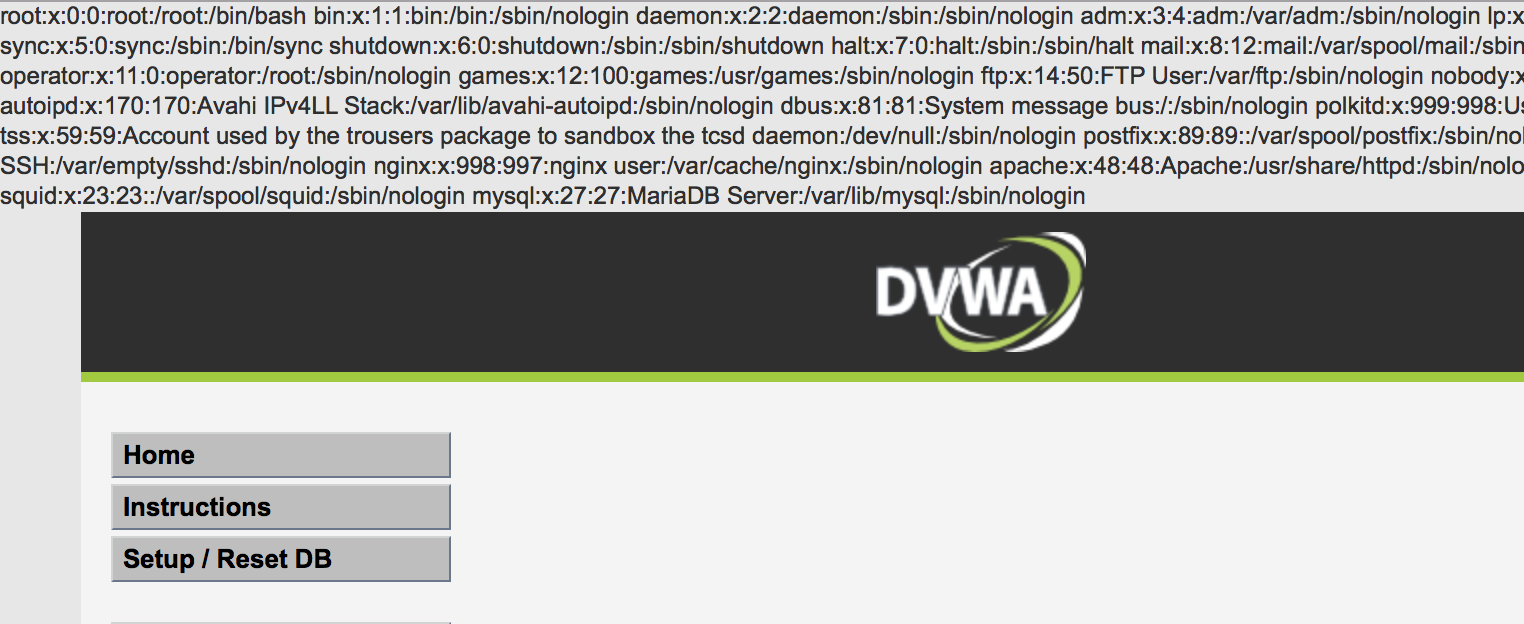 root:x:0:0:root:/root:/bin/bash bin:x:1:1:bin:/bin:/sbin/nologin daemon:x:2:2:daemon:/sbin:/sbin/nologin adm:x:3:4:adm:/var/adm:/sbin/nologin lp:x
sync:x:5:0:sync:/sbin:/bin/sync shutdown:x:6:0:shutdown:/sbin:/sbin/shutdown halt:x:7:0:halt:/sbin:/sbin/halt mail:x:8:12:mail:/var/spool/mail:/sbin
operator:x:11:0:operator:/root:/sbin/nologin games:x:12:100:games:/usr/games:/sbin/nologin ftp:x:14:50:FTP User:/var/ftp:/sbin/nologin nobody:x
autoipd:x:170:170:Avahi IPv4LL Stack:/var/lib/avahi-autoipd:/sbin/nologin dbus:x:81:81:System message bus:/:/sbin/nologin polkitd:x:999:998:Us
tss:x:59:59:Account used by the trousers package to sandbox the tcsd daemon:/dev/null:/sbin/nologin postfix:x:89:89::/var/spool/postfix:/sbin/nol
SSH:/var/empty/sshd:/sbin/nologin nginx:x:998:997:nginx user:/var/cache/nginx:/sbin/nologin apache:x:48:48:Apache:/usr/share/httpd:/sbin/nolo
squid:x:23:23::/var/spool/squid:/sbin/nologin mysql:x:27:27:MariaDB Server:/var/lib/mysql:/sbin/nologin
DVWA
Home
Instructions
Setup / Reset DB